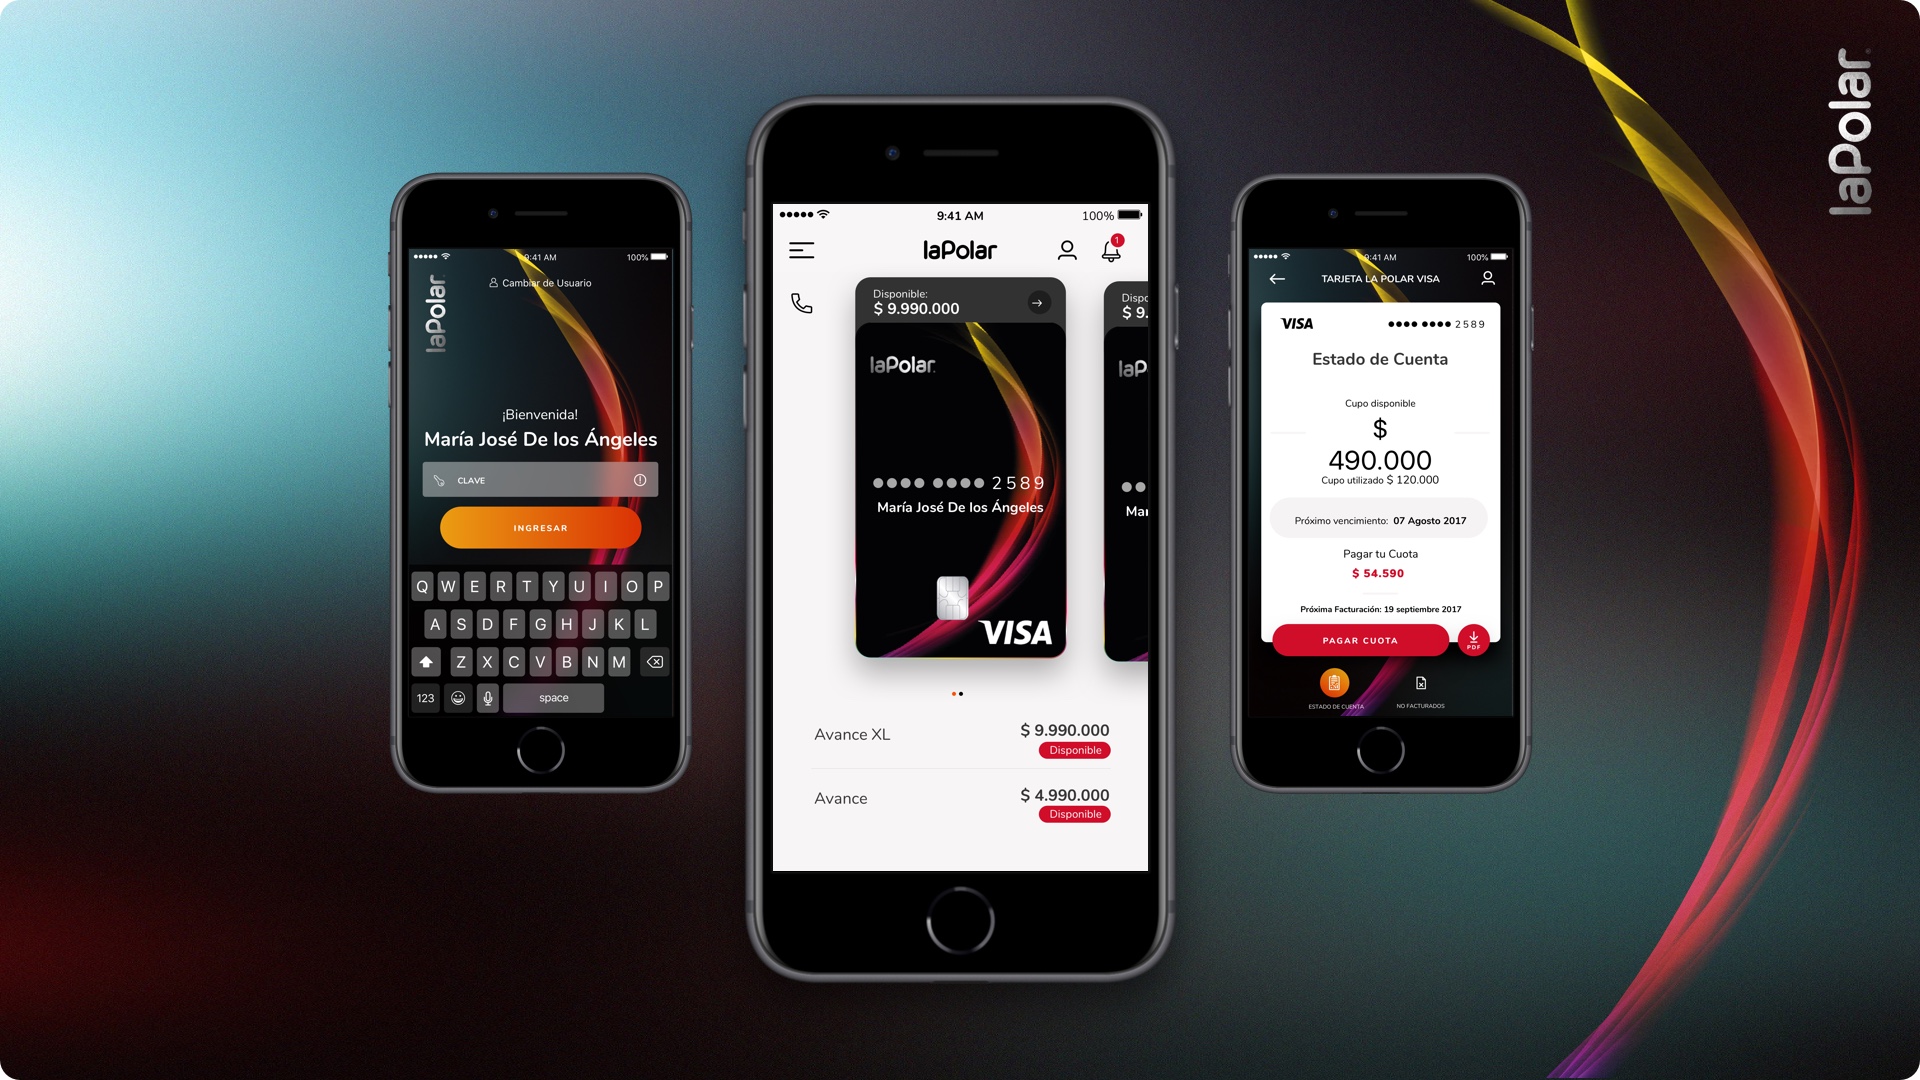 laPolar
9:41 AM
100%
Cambiar de Usuario
laPolar
¡Bienvenida!
María José De los Ángeles
CLAVE
INGRESAR
Q W E R T Y U I O P
A S D F G H J K L
Z X C V B N M
123
space
9:41 AM
100%
laPolar
1
Disponible:
$ 9.990.000
laPolar
2589
María José De los Ángeles
VISA
Disp
$ 9.
laP
Mar
Avance XL
$ 9.990.000
Disponible
Avance
$ 4.990.000
Disponible
9:41 AM
100%
TARJETA LA POLAR VISA
VISA
2589
Estado de Cuenta
Cupo disponible
$
490.000
Cupo utilizado $ 120.000
Próximo vencimiento: 07 Agosto 2017
Pagar tu Cuota
$ 54.590
Próxima Facturación: 19 septiembre 2017
PAGAR CUOTA
PDF
ESTADO DE CUENTA
NO FACTURADOS